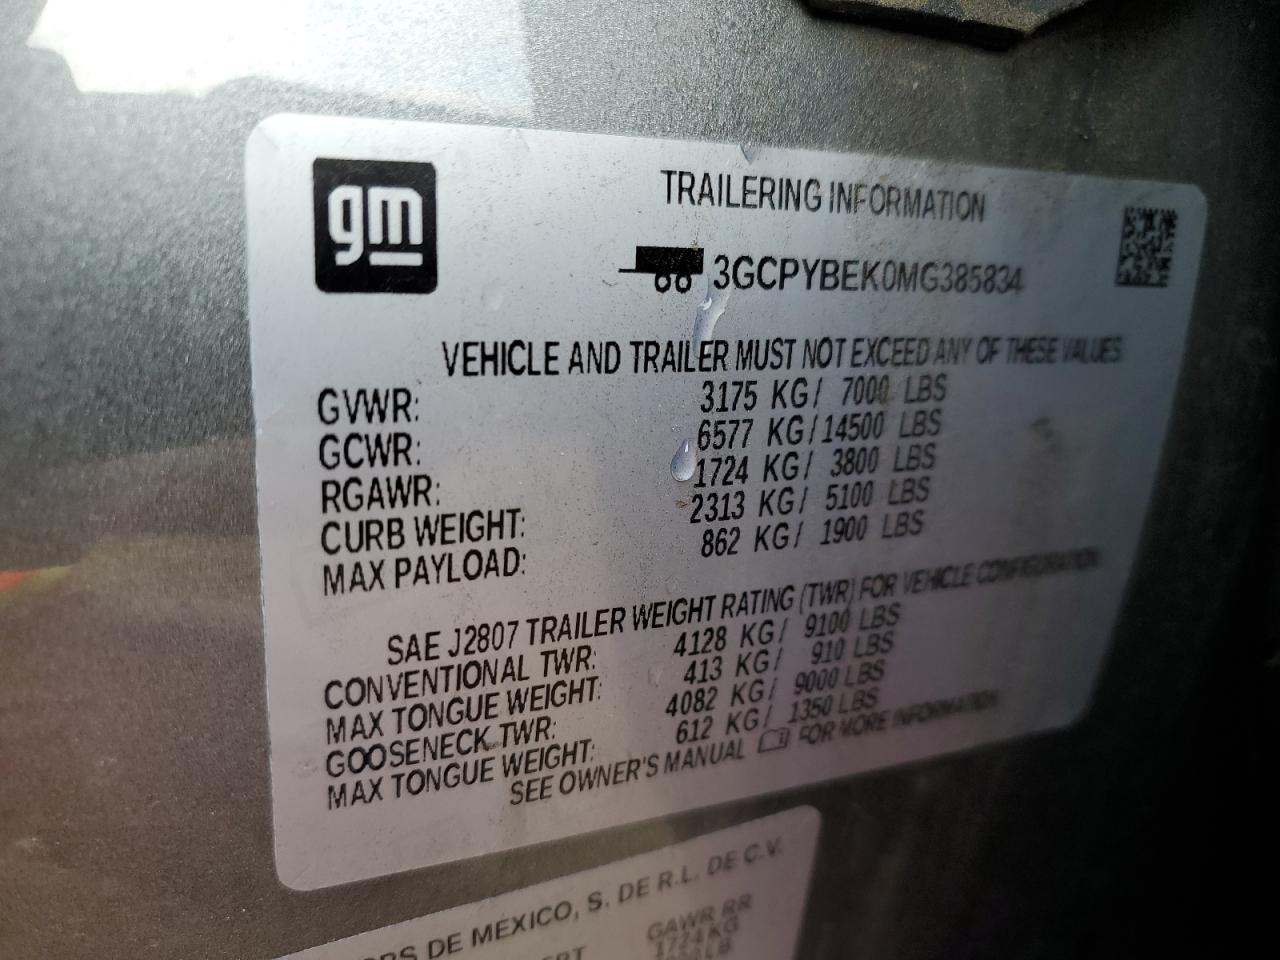 gm
TRAILERING INFORMATION
3GCPYBEK0MG385834
VEHICLE AND TRAILER MUST NOT EXCEED ANY OF THESE VALUES
GVWR: 3175 KG/ 7000 LBS
GCWR: 6577 KG/14500 LBS
RGAWR: 1724 KG/ 3800 LBS
CURB WEIGHT: 2313 KG/ 5100 LBS
MAX PAYLOAD: 862 KG/ 1900 LBS
SAE J2807 TRAILER WEIGHT RATING (TWR) FOR VEHICLE CONFIGURATION
CONVENTIONAL TWR: 4128 KG/ 9100 LBS
MAX TONGUE WEIGHT: 413 KG/ 910 LBS
GOOSENECK TWR: 4082 KG/ 9000 LBS
MAX TONGUE WEIGHT: 612 KG/ 1350 LBS
SEE OWNER'S MANUAL FOR MORE INFORMATION
DE MEXICO, S. DE R.L. DE C.V.
GAWR RR
1724 KG